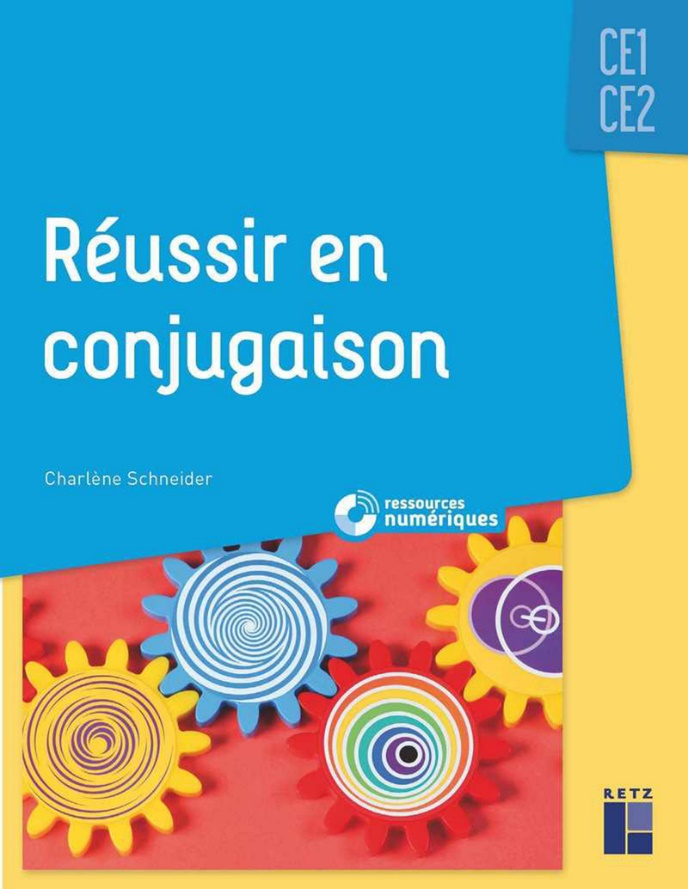 CE1
CE2
Réussir en
conjugaison
Charlène Schneider
ressources
numériques
RETZ